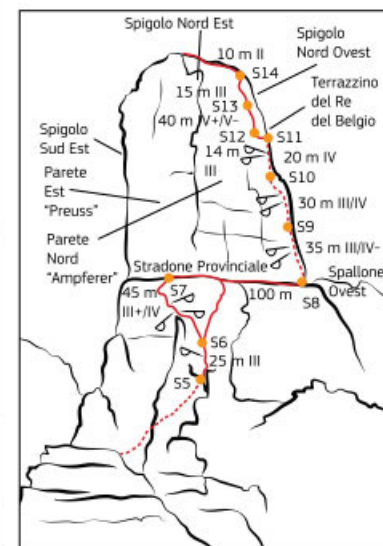 Spigolo Nord Est
10 m II
Spigolo
Nord Ovest
S14
15 m III
S13
Terrazzino
del Re
del Belgio
40 m IV+/V-
S12
S11
Spigolo
Sud Est
14 m
III
20 m IV
S10
Parete
Est
"Preuss"
30 m III/IV
S9
Parete
Nord
"Ampferer"
35 m III/IV-
Stradone Provinciale
Spallone
Ovest
S7
45 m
III+/IV
100 m
S8
S6
25 m III
S5